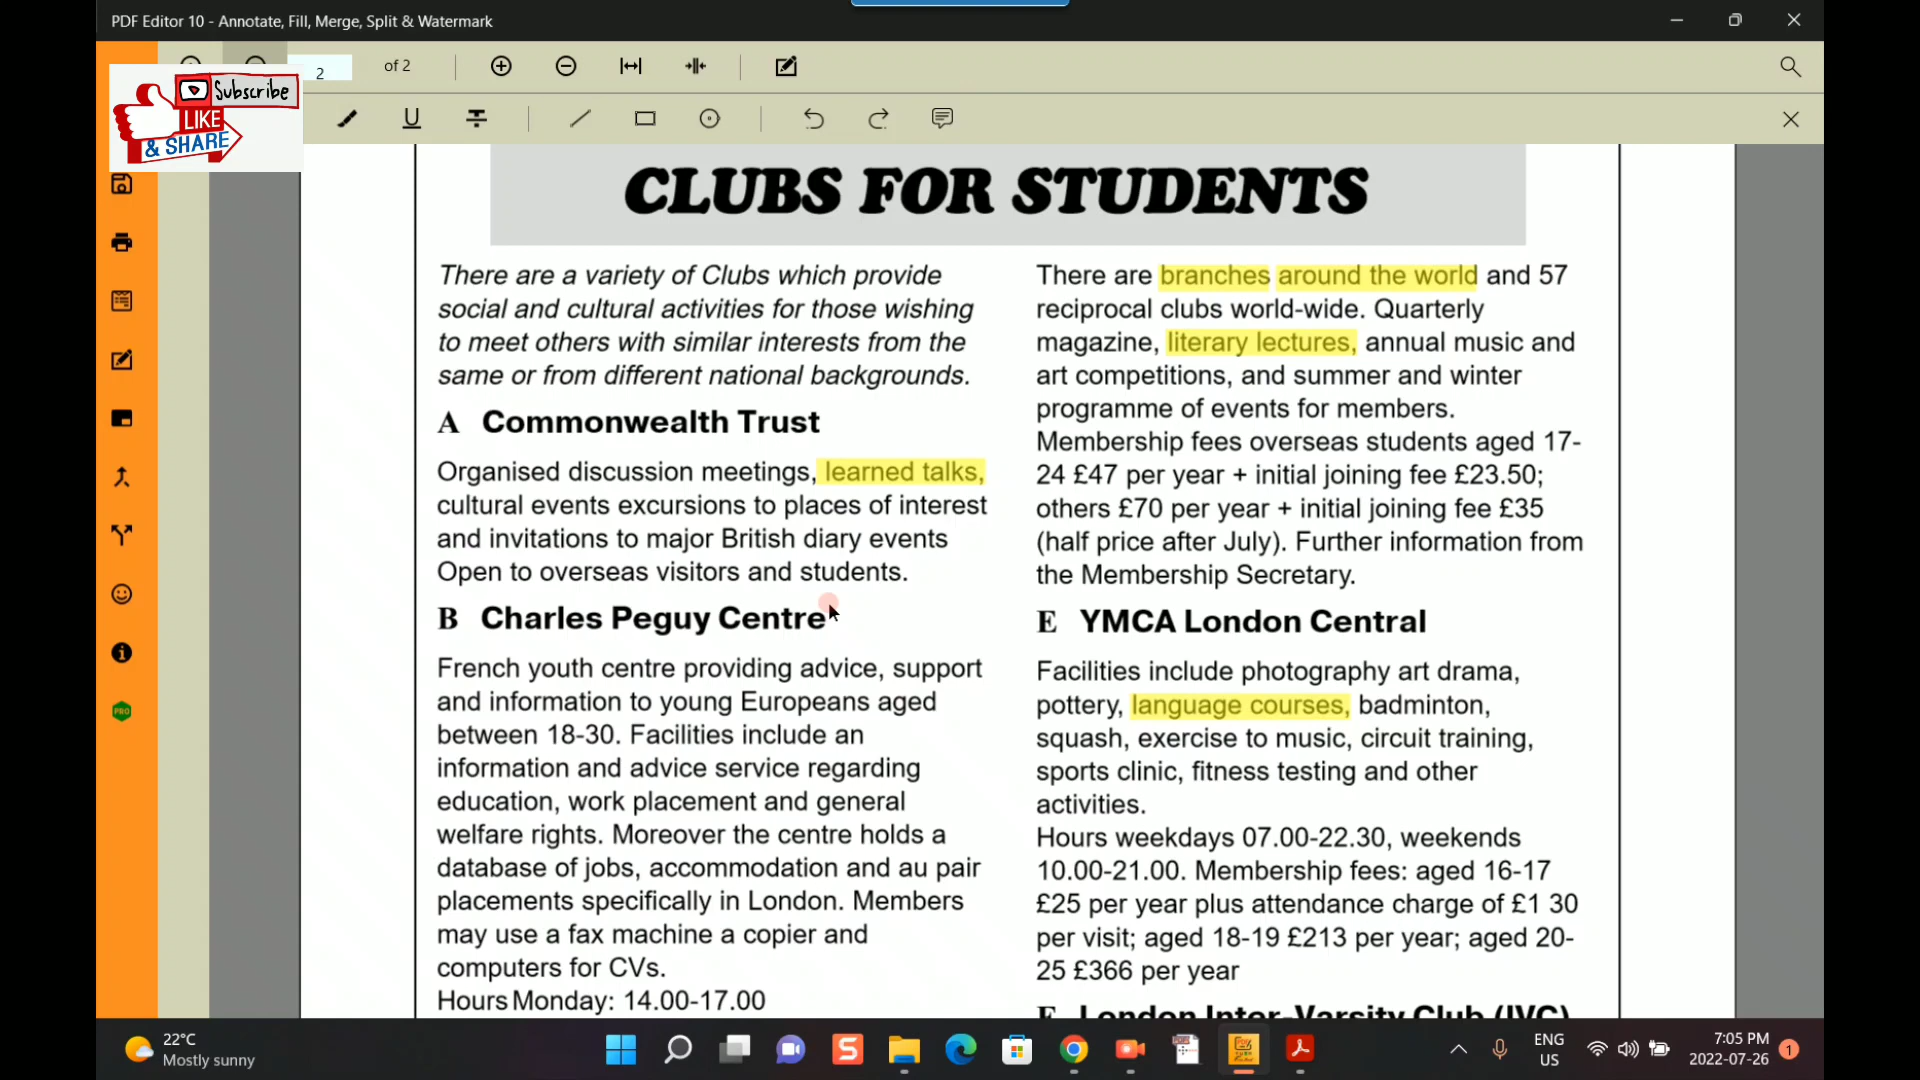 PDF Editor 10 - Annotate, Fill, Merge, Split & Watermark
2
of 2
Subscribe
LIKE
& SHARE
CLUBS FOR STUDENTS
There are a variety of Clubs which provide
social and cultural activities for those wishing
to meet others with similar interests from the
same or from different national backgrounds.
A Commonwealth Trust
Organised discussion meetings, learned talks,
cultural events excursions to places of interest
and invitations to major British diary events
Open to overseas visitors and students.
B Charles Peguy Centre
French youth centre providing advice, support
and information to young Europeans aged
between 18-30. Facilities include an
information and advice service regarding
education, work placement and general
welfare rights. Moreover the centre holds a
database of jobs, accommodation and au pair
placements specifically in London. Members
may use a fax machine a copier and
computers for CVs.
Hours Monday: 14.00-17.00
There are branches around the world and 57
reciprocal clubs world-wide. Quarterly
magazine, literary lectures, annual music and
art competitions, and summer and winter
programme of events for members.
Membership fees overseas students aged 17-
24 £47 per year + initial joining fee £23.50;
others £70 per year + initial joining fee £35
(half price after July). Further information from
the Membership Secretary.
E YMCA London Central
Facilities include photography art drama,
pottery, language courses, badminton,
squash, exercise to music, circuit training,
sports clinic, fitness testing and other
activities.
Hours weekdays 07.00-22.30, weekends
10.00-21.00. Membership fees: aged 16-17
£25 per year plus attendance charge of £1 30
per visit; aged 18-19 £213 per year; aged 20-
25 £366 per year
F London Inter-Varsity Club (IVC)
PRO
22°C
Mostly sunny
ENG
US
7:05 PM
2022-07-26
1